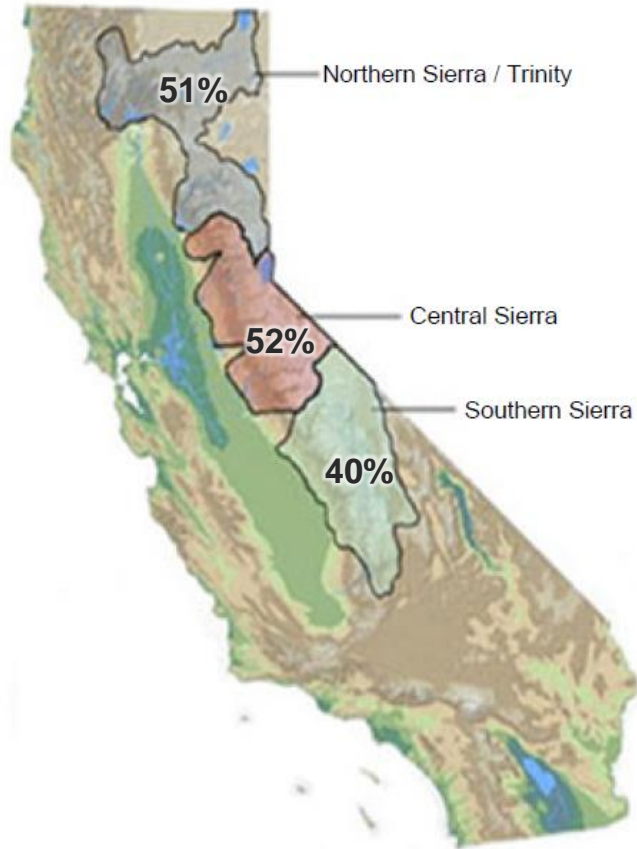 Northern Sierra / Trinity
51%
Central Sierra
52%
Southern Sierra
40%